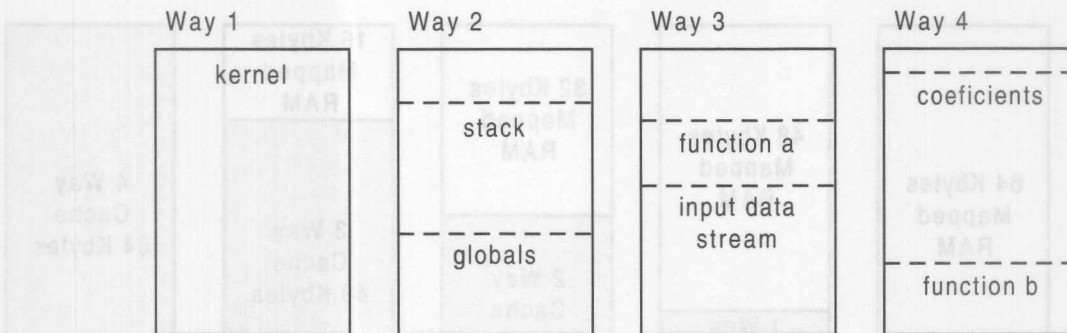 Way 1
Way 2
Way 3
Way 4
kernel
stack
globals
function a
input data
stream
coeficients
function b